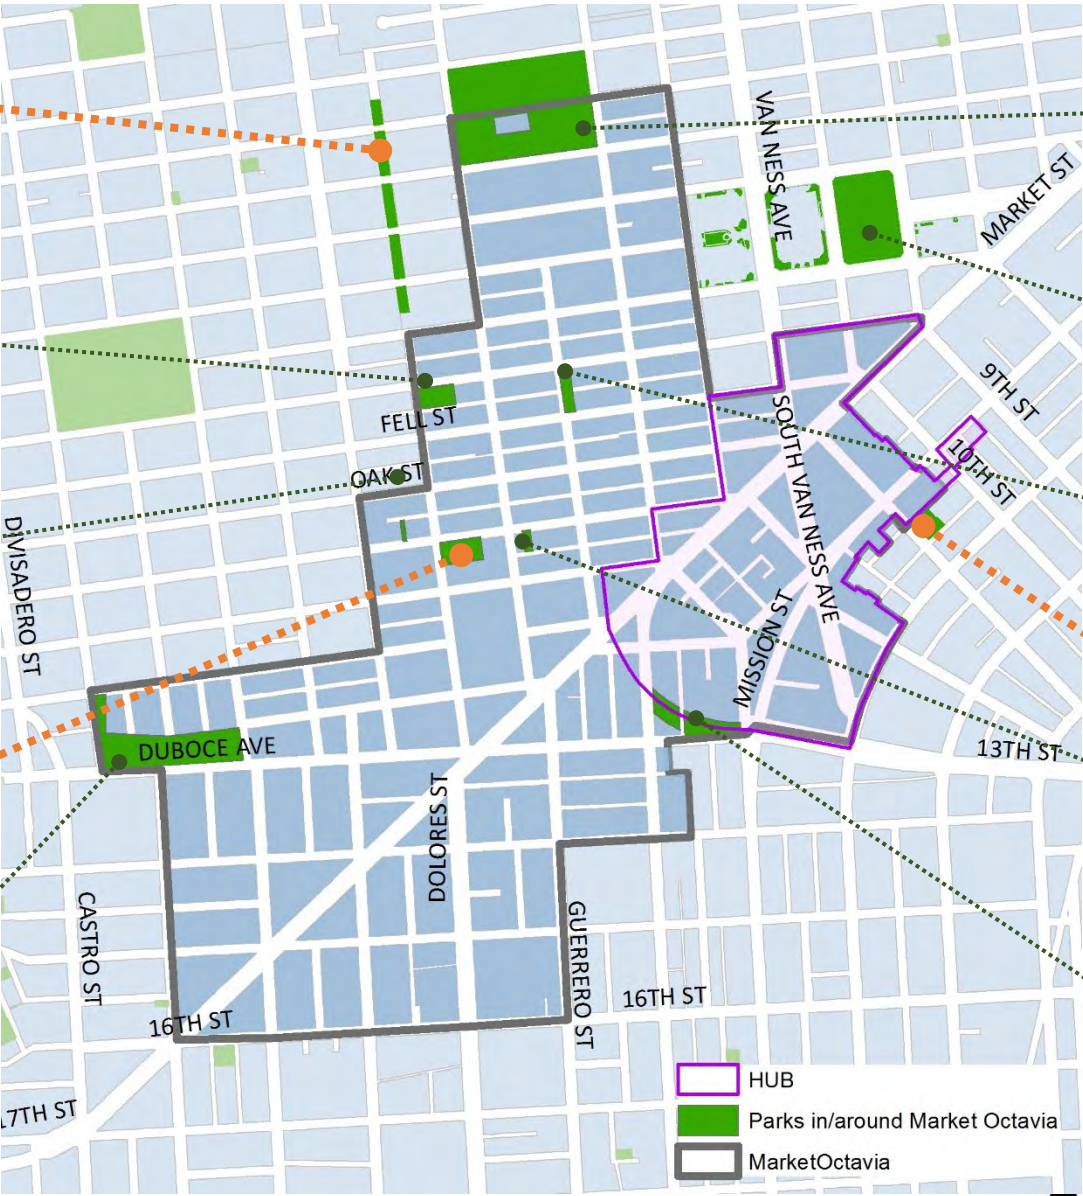 VAN NESS AVE
MARKET ST
9TH ST
FELL ST
SOUTH VAN NESS AVE
OAK ST
10TH ST
DIVISADERO ST
MISSION ST
DUBOCE AVE
13TH ST
DOLORES ST
CASTRO ST
GUERRERO ST
16TH ST
16TH ST
17TH ST
HUB
Parks in/around Market Octavia
MarketOctavia